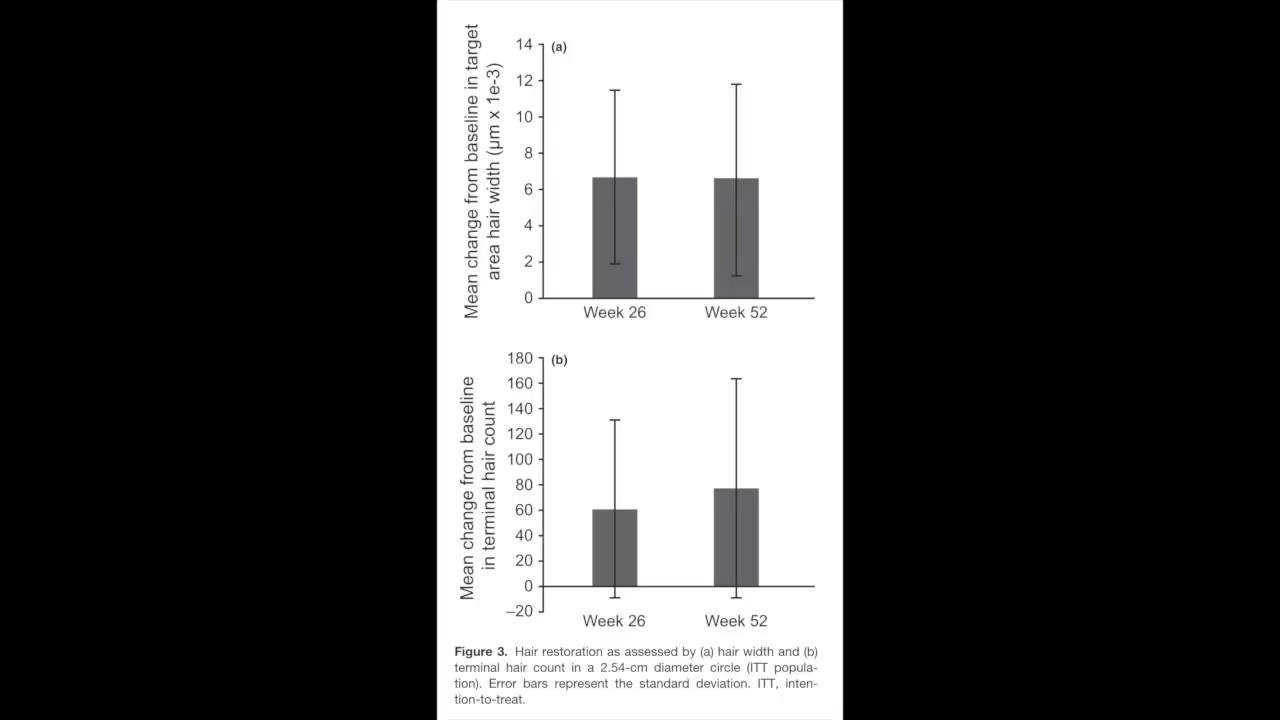 Mean change from baseline in target
area hair width (μm x 1e-3)
14
(a)
12
10
8
6
4
2
0
Week 26
Week 52
Mean change from baseline
in terminal hair count
180
(b)
160
140
120
100
80
60
40
20
0
–20
Week 26
Week 52
Figure 3. Hair restoration as assessed by (a) hair width and (b)
terminal hair count in a 2.54-cm diameter circle (ITT popula-
tion). Error bars represent the standard deviation. ITT, inten-
tion-to-treat.